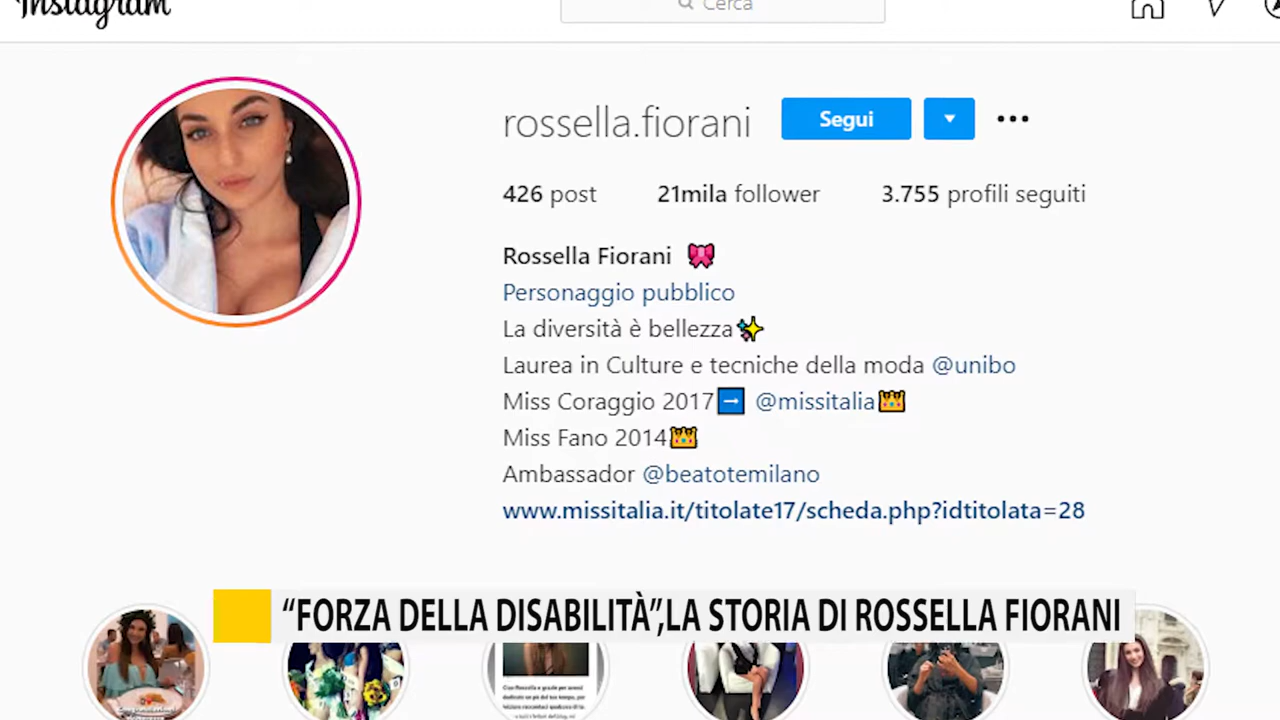 Instagram
Cerca
rossella.fiorani
Segui
426 post 21mila follower 3.755 profili seguiti
Rossella Fiorani
Personaggio pubblico
La diversità è bellezza
Laurea in Culture e tecniche della moda @unibo
Miss Coraggio 2017 @missitalia
Miss Fano 2014
Ambassador @beatotemilano
www.missitalia.it/titolate17/scheda.php?idtitolata=28
“FORZA DELLA DISABILITÀ”,LA STORIA DI ROSSELLA FIORANI